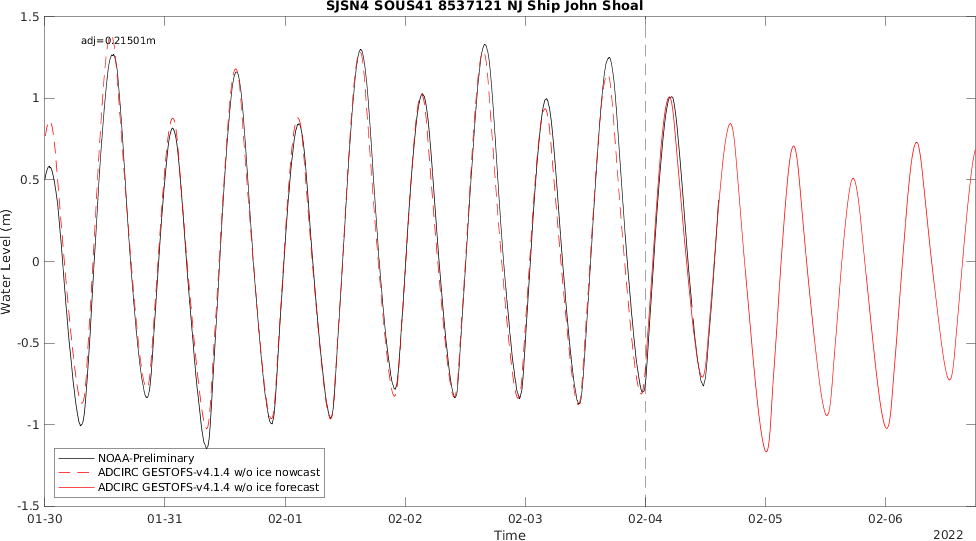 SJSN4 SOUS41 8537121 NJ Ship John Shoal
adj=0.21501m
1.5
1
0.5
0
-0.5
-1
-1.5
Water Level (m)
NOAA-Preliminary
ADCIRC GESTOFS-v4.1.4 w/o ice nowcast
ADCIRC GESTOFS-v4.1.4 w/o ice forecast
01-30 01-31 02-01 02-02 02-03 02-04 02-05 02-06
Time
2022